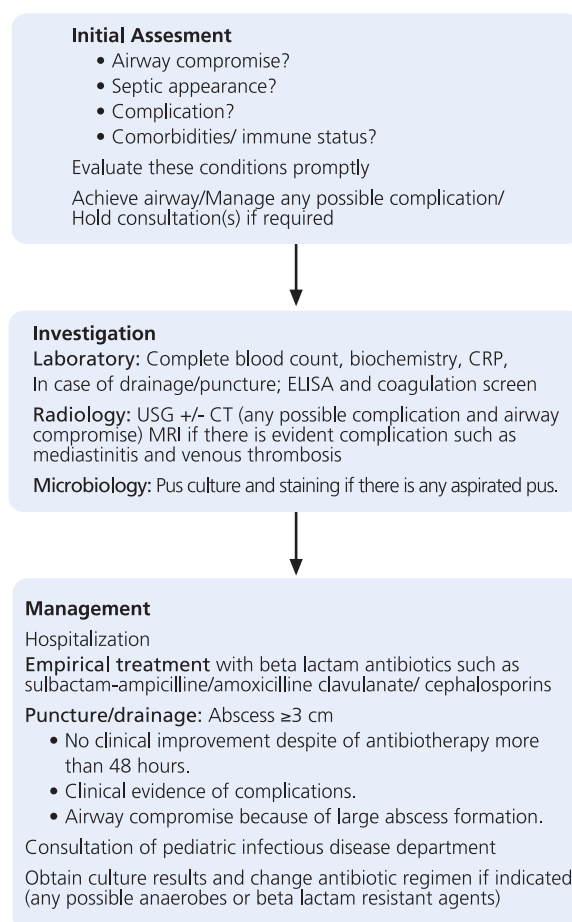 Initial Assesment
• Airway compromise?
• Septic appearance?
• Complication?
• Comorbidities/ immune status?
Evaluate these conditions promptly
Achieve airway/Manage any possible complication/
Hold consultation(s) if required
Investigation
Laboratory: Complete blood count, biochemistry, CRP,
In case of drainage/puncture; ELISA and coagulation screen
Radiology: USG +/- CT (any possible complication and airway
compromise) MRI if there is evident complication such as
mediastinitis and venous thrombosis
Microbiology: Pus culture and staining if there is any aspirated pus.
Management
Hospitalization
Empirical treatment with beta lactam antibiotics such as
sulbactam-ampicilline/amoxicilline clavulanate/ cephalosporins
Puncture/drainage: Abscess ≥3 cm
• No clinical improvement despite of antibiotherapy more
than 48 hours.
• Clinical evidence of complications.
• Airway compromise because of large abscess formation.
Consultation of pediatric infectious disease department
Obtain culture results and change antibiotic regimen if indicated
(any possible anaerobes or beta lactam resistant agents)